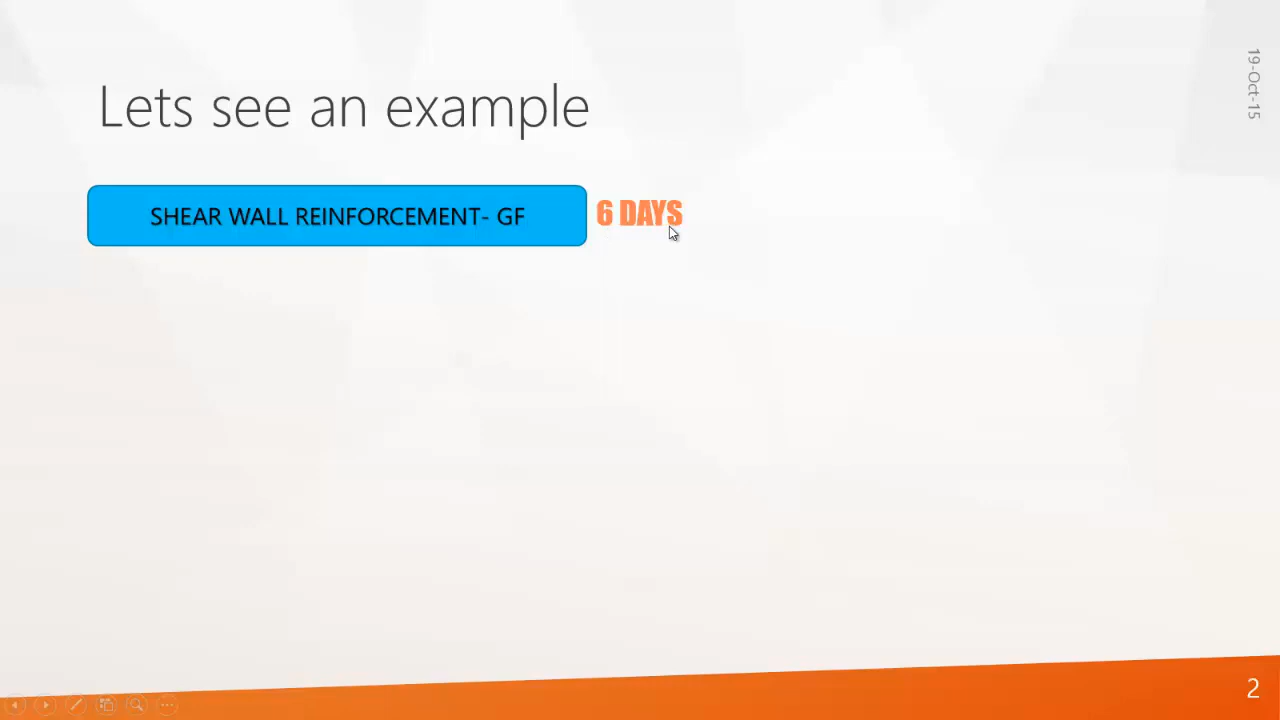 19-Oct-15
Lets see an example
SHEAR WALL REINFORCEMENT- GF
6 DAYS
2